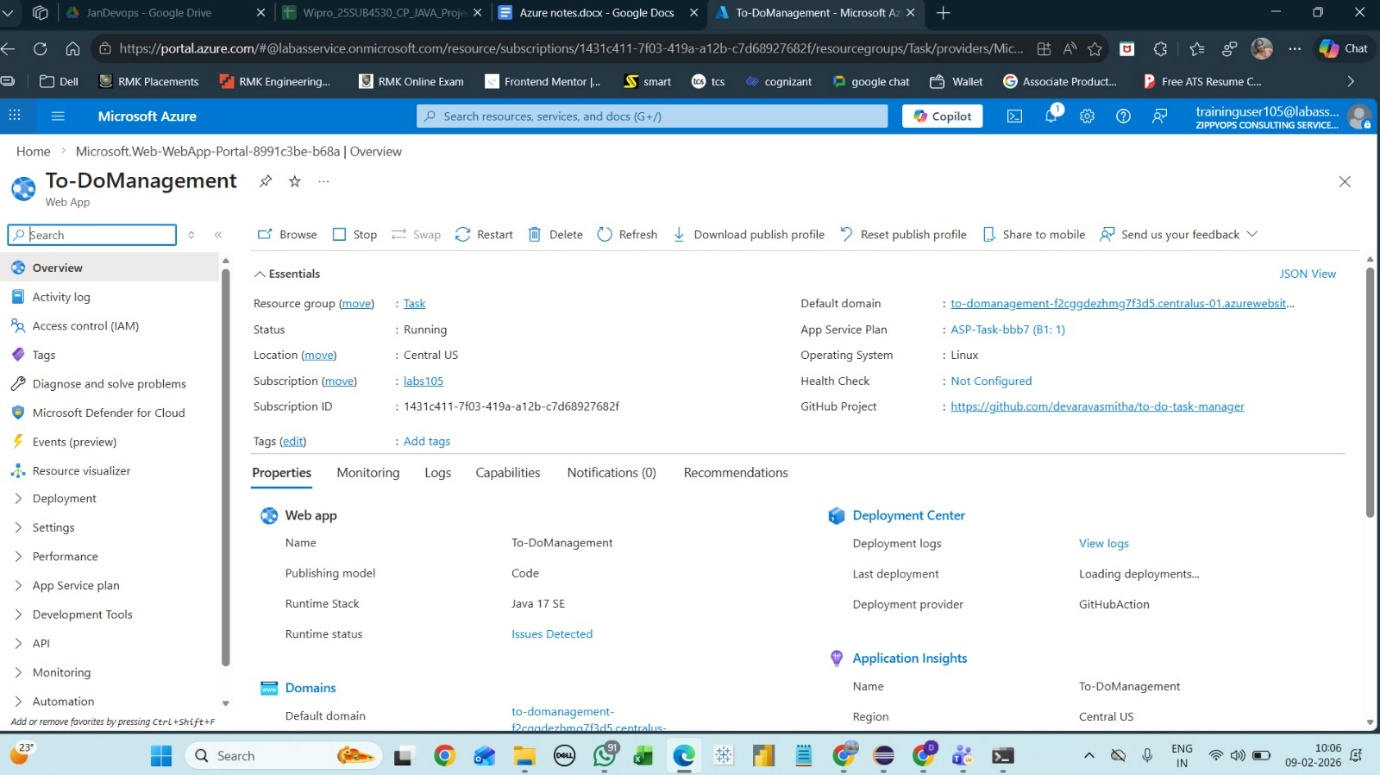 JanDevops - Google Drive
Wipro_25SUB4530_CP_JAVA_Proje
Azure notes.docx - Google Docs
To-DoManagement - Microsoft Az
https://portal.azure.com/#@labasservice.onmicrosoft.com/resource/subscriptions/1431c411-7f03-419a-a12b-c7d68927682f/resourcegroups/Task/providers/Mic...
Chat
Dell
RMK Placements
RMK Engineering...
RMK Online Exam
Frontend Mentor |...
smart
tcs
cognizant
google chat
Wallet
Associate Product...
Free ATS Resume C...
Microsoft Azure
Search resources, services, and docs (G+/)
Copilot
1
traininguser105@labass...
ZIPPYOPS CONSULTING SERVICE...
Home > Microsoft.Web-WebApp-Portal-8991c3be-b68a | Overview
To-DoManagement
Web App
Search
Browse Stop Swap Restart Delete Refresh Download publish profile Reset publish profile Share to mobile Send us your feedback
Overview
Activity log
Access control (IAM)
Tags
Diagnose and solve problems
Microsoft Defender for Cloud
Events (preview)
Resource visualizer
Deployment
Settings
Performance
App Service plan
Development Tools
API
Monitoring
Automation
Add or remove favorites by pressing Ctrl+Shift+F
Essentials
JSON View
Resource group (move) : Task
Status : Running
Location (move) : Central US
Subscription (move) : labs105
Subscription ID : 1431c411-7f03-419a-a12b-c7d68927682f
Tags (edit) : Add tags
Default domain : to-domanagement-f2cggdezhmg7f3d5.centralus-01.azurewebsit...
App Service Plan : ASP-Task-bbb7 (B1: 1)
Operating System : Linux
Health Check : Not Configured
GitHub Project : https://github.com/devaravasmitha/to-do-task-manager
Properties Monitoring Logs Capabilities Notifications (0) Recommendations
Web app
Name To-DoManagement
Publishing model Code
Runtime Stack Java 17 SE
Runtime status Issues Detected
Domains
Default domain to-domanagement-
f2cggdezhmg7f3d5.centralus-
Deployment Center
Deployment logs View logs
Last deployment Loading deployments...
Deployment provider GitHubAction
Application Insights
Name To-DoManagement
Region Central US
23°
Search
DELL
91
ENG
IN
10:06
09-02-2026